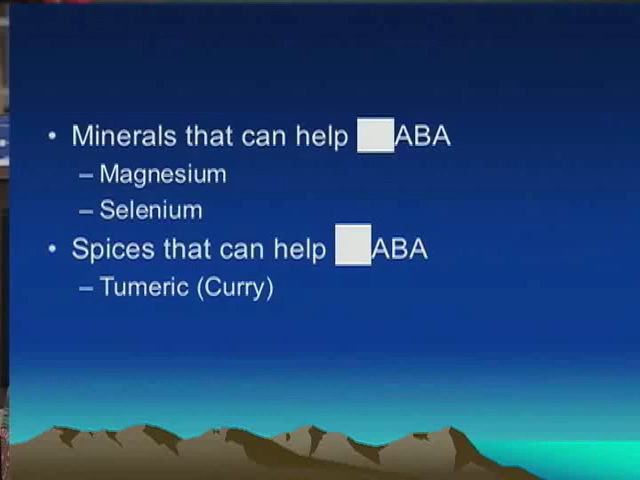 • Minerals that can help ABA
– Magnesium
– Selenium
• Spices that can help ABA
– Tumeric (Curry)